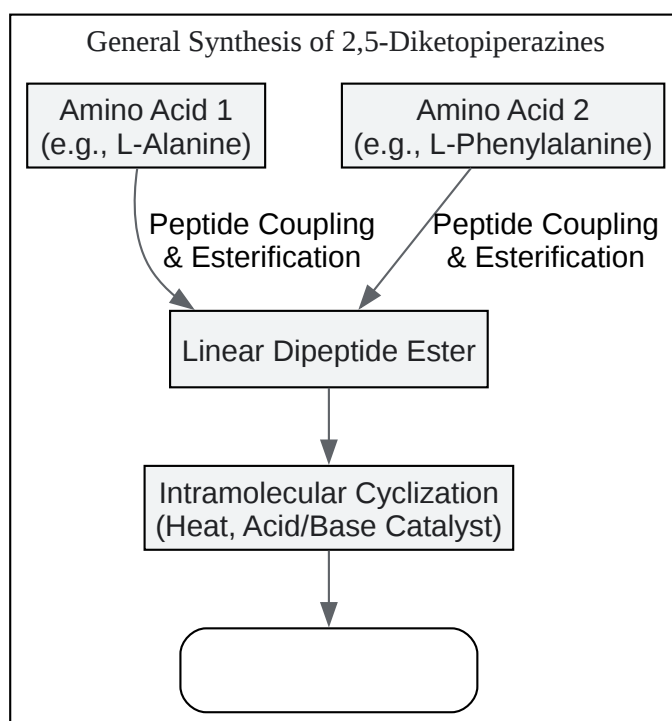 General Synthesis of 2,5-Diketopiperazines
Amino Acid 1
(e.g., L-Alanine)
Amino Acid 2
(e.g., L-Phenylalanine)
Peptide Coupling
& Esterification
Peptide Coupling
& Esterification
Linear Dipeptide Ester
Intramolecular Cyclization
(Heat, Acid/Base Catalyst)